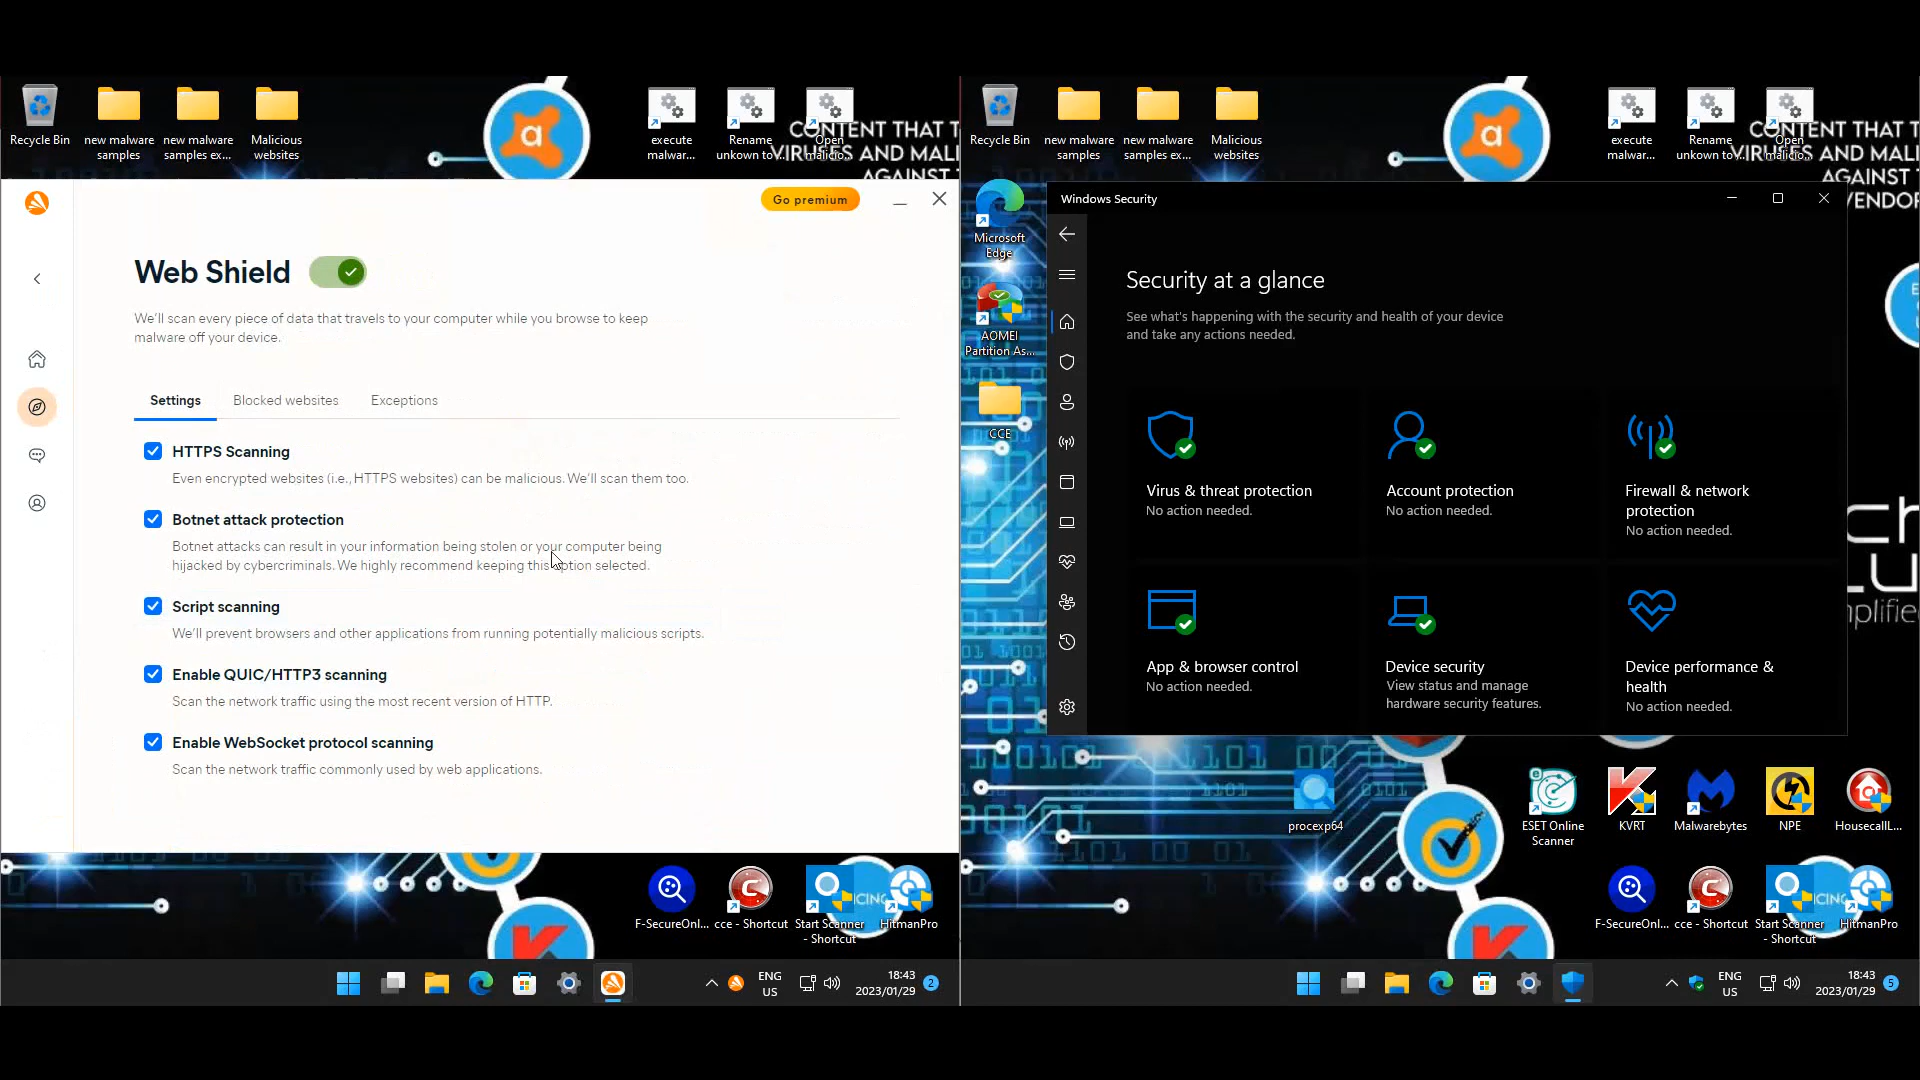 Recycle Bin
new malware
samples
new malware
samples ex...
Malicious
websites
execute
malwar...
Rename
unkown to ...
Open
malicio...
CONTENT THAT T
VIRUSES AND MALI
AGAINST
Go premium
Web Shield
We'll scan every piece of data that travels to your computer while you browse to keep
malware off your device.
Settings
Blocked websites
Exceptions
HTTPS Scanning
Even encrypted websites (i.e., HTTPS websites) can be malicious. We'll scan them too.
Botnet attack protection
Botnet attacks can result in your information being stolen or your computer being
hijacked by cybercriminals. We highly recommend keeping this option selected.
Script scanning
We'll prevent browsers and other applications from running potentially malicious scripts.
Enable QUIC/HTTP3 scanning
Scan the network traffic using the most recent version of HTTP.
Enable WebSocket protocol scanning
Scan the network traffic commonly used by web applications.
F-SecureOnl...
cce - Shortcut
Start Scanner
- Shortcut
HitmanPro
ENG
US
18:43
2023/01/29
2
Recycle Bin
new malware
samples
new malware
samples ex...
Malicious
websites
execute
malwar...
Rename
unkown to ...
Open
malicio...
CONTENT THAT T
VIRUSES AND MALI
AGAINST
VENDOR
Microsoft
Edge
AOMEI
Partition As...
CCE
Windows Security
Security at a glance
See what's happening with the security and health of your device
and take any actions needed.
Virus & threat protection
No action needed.
Account protection
No action needed.
Firewall & network
protection
No action needed.
App & browser control
No action needed.
Device security
View status and manage
hardware security features.
Device performance &
health
No action needed.
procexp64
ESET Online
Scanner
KVRT
Malwarebytes
NPE
HousecallL...
F-SecureOnl...
cce - Shortcut
Start Scanner
- Shortcut
HitmanPro
ENG
US
18:43
2023/01/29
5